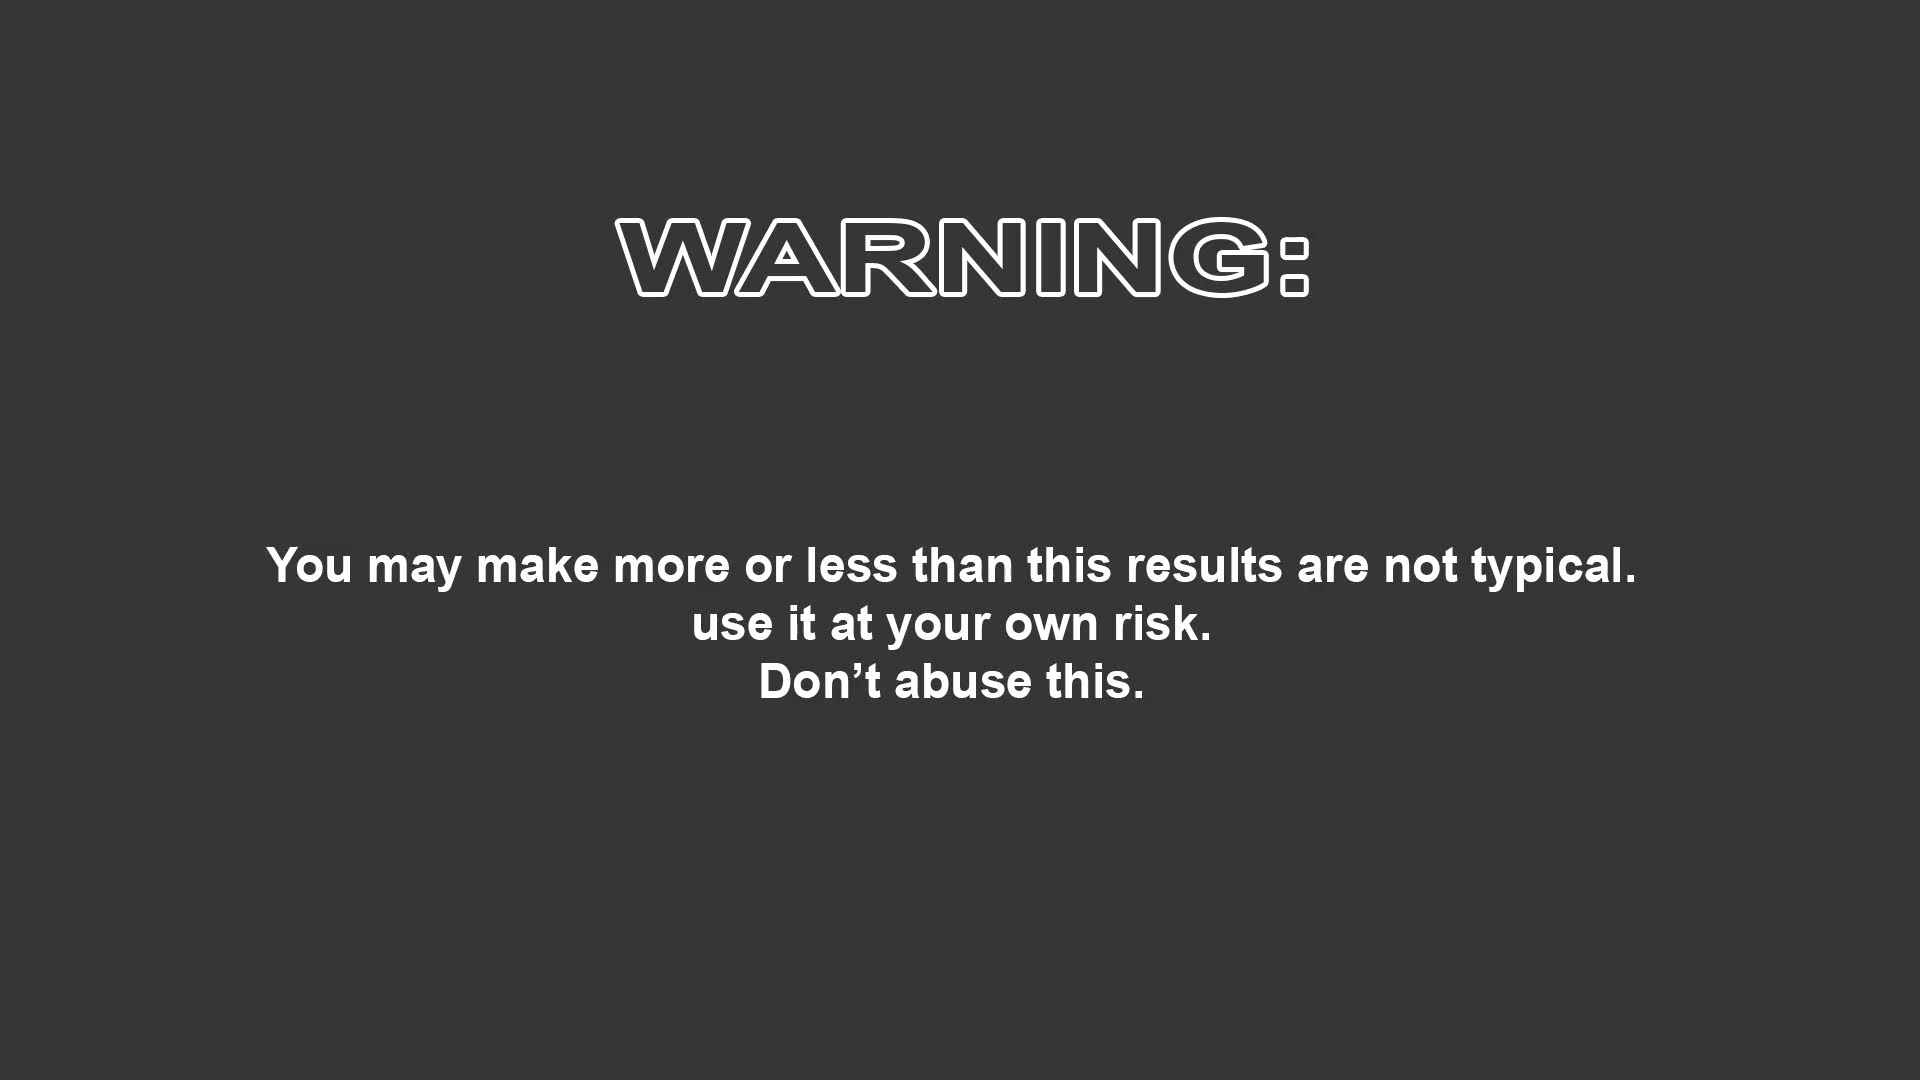 WARNING:
You may make more or less than this results are not typical.
use it at your own risk.
Don’t abuse this.